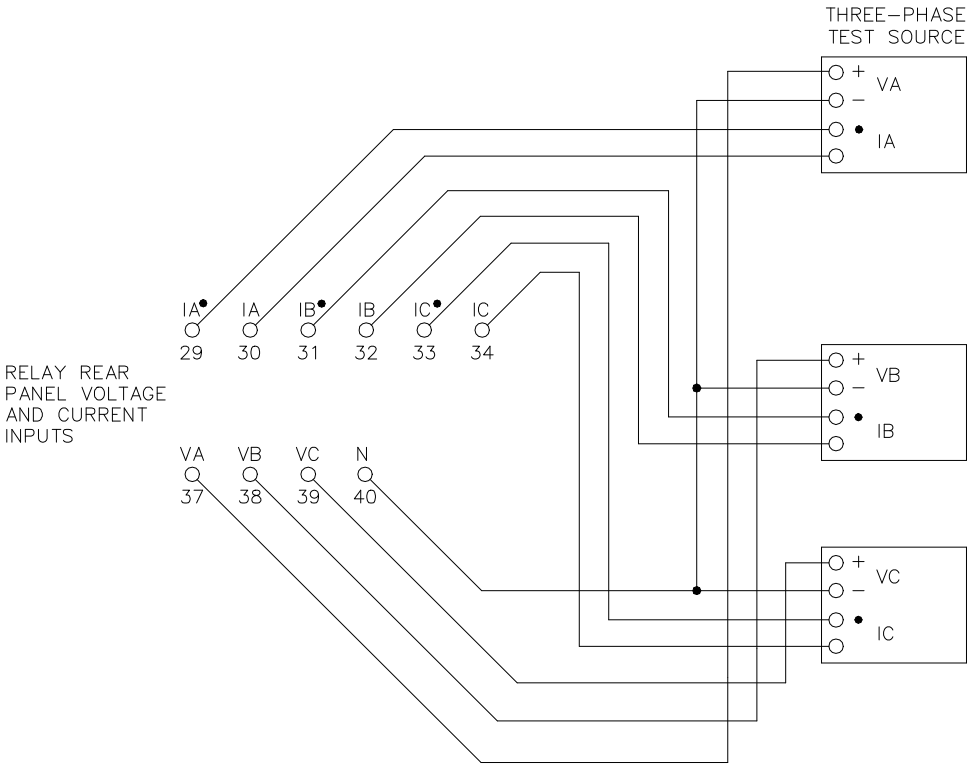 THREE-PHASE
TEST SOURCE
+
VA
-
• IA
IA• IA IB• IB IC• IC
29 30 31 32 33 34
RELAY REAR
PANEL VOLTAGE
AND CURRENT
INPUTS
+
VB
-
• IB
VA VB VC N
37 38 39 40
+
VC
-
• IC